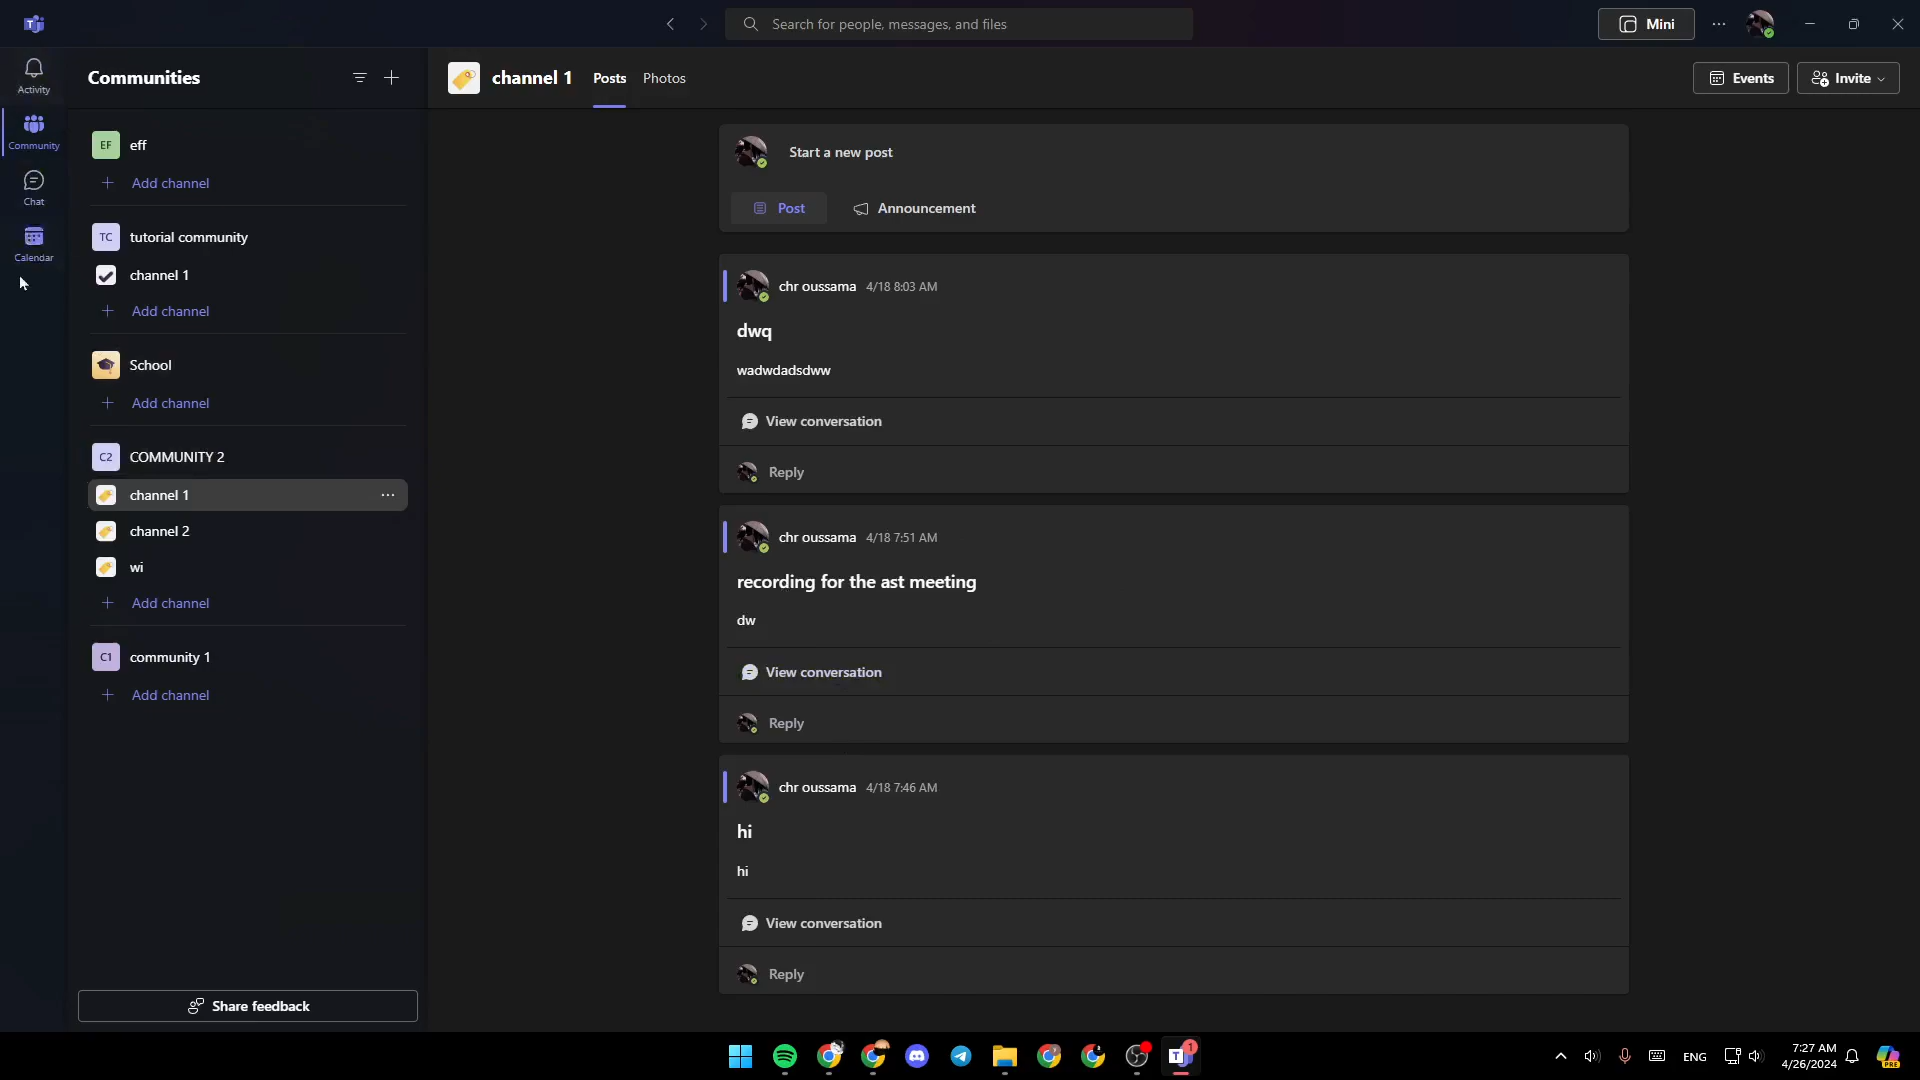 Search for people, messages, and files
Mini
Activity
Community
Chat
Calendar
Communities
EF eff
Add channel
TC tutorial community
channel 1
Add channel
School
Add channel
C2 COMMUNITY 2
channel 1
channel 2
wi
Add channel
C1 community 1
Add channel
Share feedback
channel 1 Posts Photos
Events Invite
Start a new post
Post Announcement
chr oussama 4/18 8:03 AM
dwq
wadwdadsdww
View conversation
Reply
chr oussama 4/18 7:51 AM
recording for the ast meeting
dw
View conversation
Reply
chr oussama 4/18 7:46 AM
hi
hi
View conversation
Reply
T 1
ENG
7:27 AM
4/26/2024
PRE